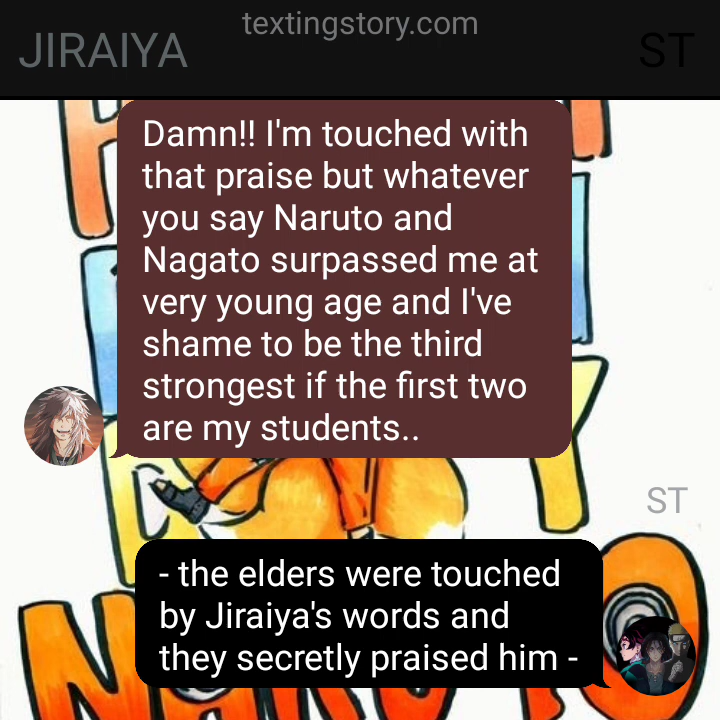 textingstory.com
JIRAIYA
ST
Damn!! I'm touched with
that praise but whatever
you say Naruto and
Nagato surpassed me at
very young age and I've
shame to be the third
strongest if the first two
are my students..
ST
- the elders were touched
by Jiraiya's words and
they secretly praised him -